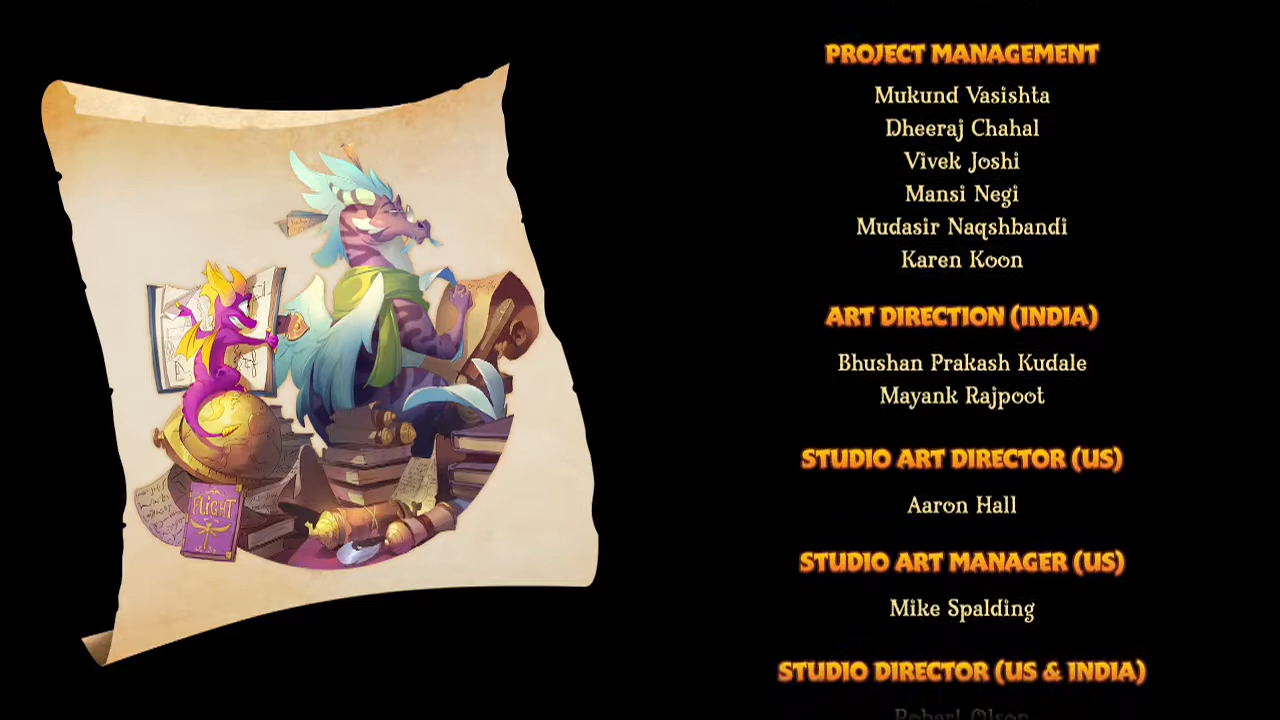 FLIGHT
PROJECT MANAGEMENT
Mukund Vasishta
Dheeraj Chahal
Vivek Joshi
Mansi Negi
Mudasir Naqshbandi
Karen Koon
ART DIRECTION (INDIA)
Bhushan Prakash Kudale
Mayank Rajpoot
STUDIO ART DIRECTOR (US)
Aaron Hall
STUDIO ART MANAGER (US)
Mike Spalding
STUDIO DIRECTOR (US & INDIA)
Robert Olson